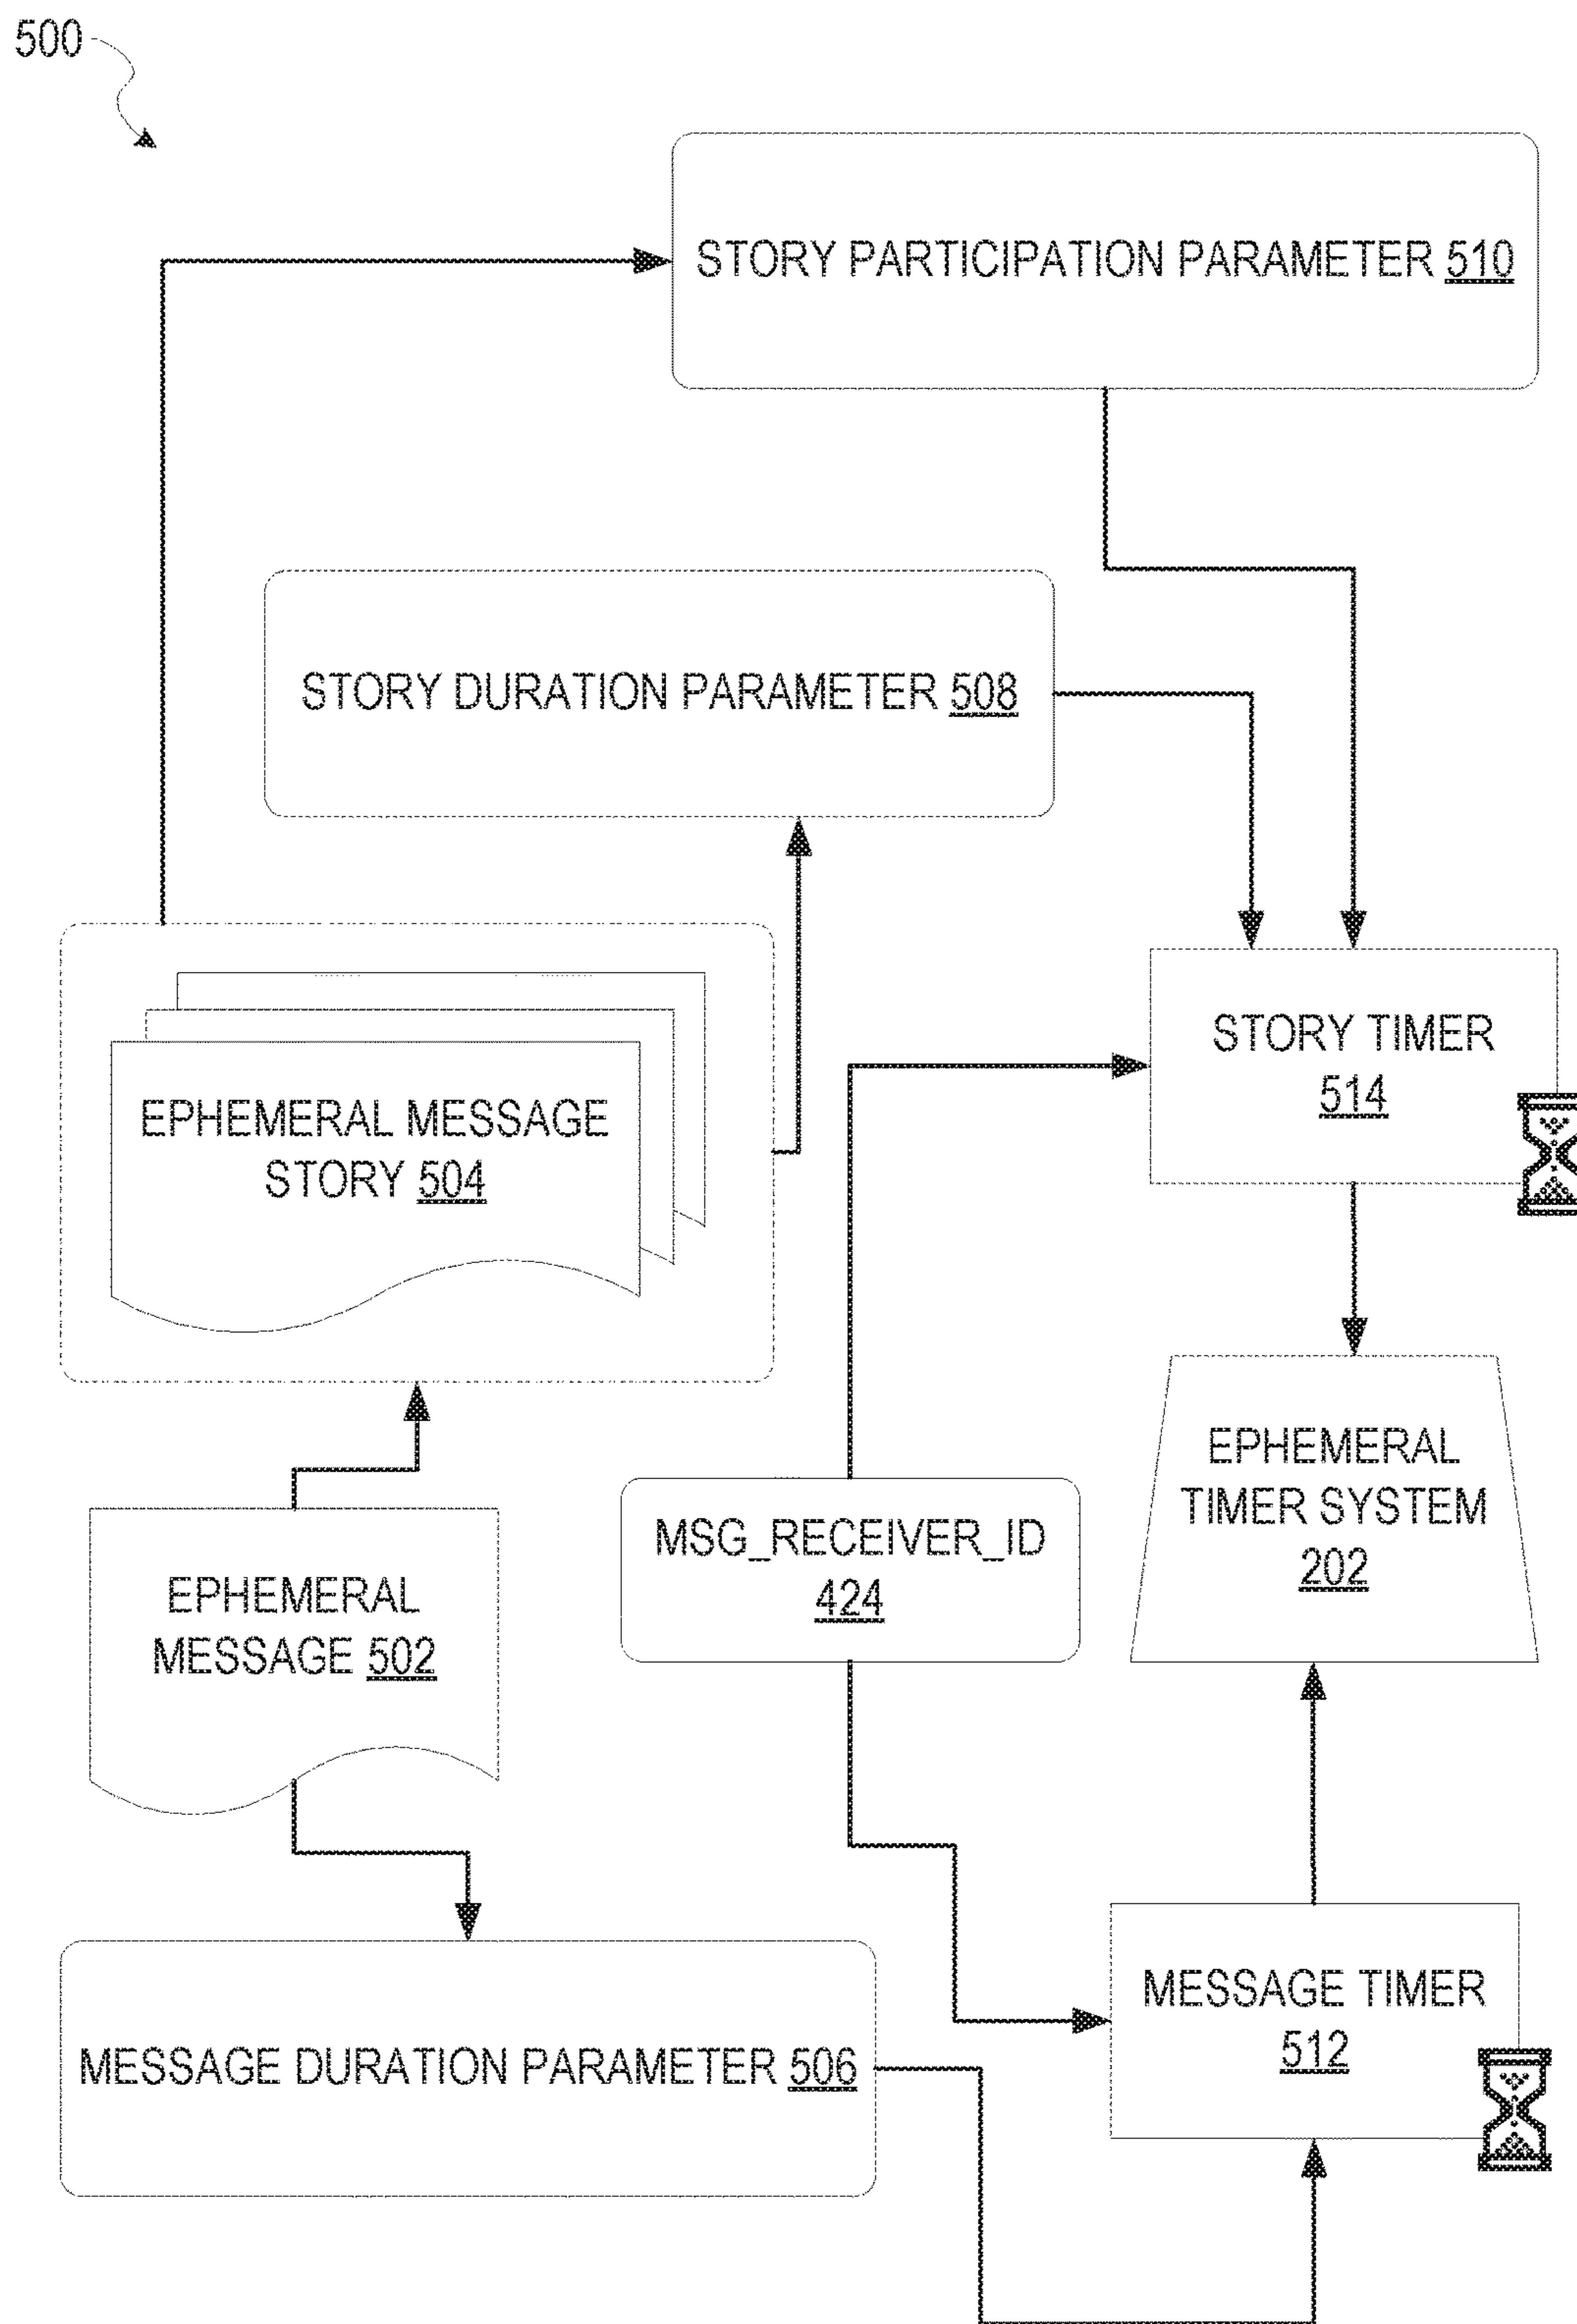 500
STORY PARTICIPATION PARAMETER 510
STORY DURATION PARAMETER 508
STORY TIMER
514
EPHEMERAL MESSAGE
STORY 504
EPHEMERAL
TIMER SYSTEM
202
MSG_RECEIVER_ID
424
EPHEMERAL
MESSAGE 502
MESSAGE TIMER
512
MESSAGE DURATION PARAMETER 506